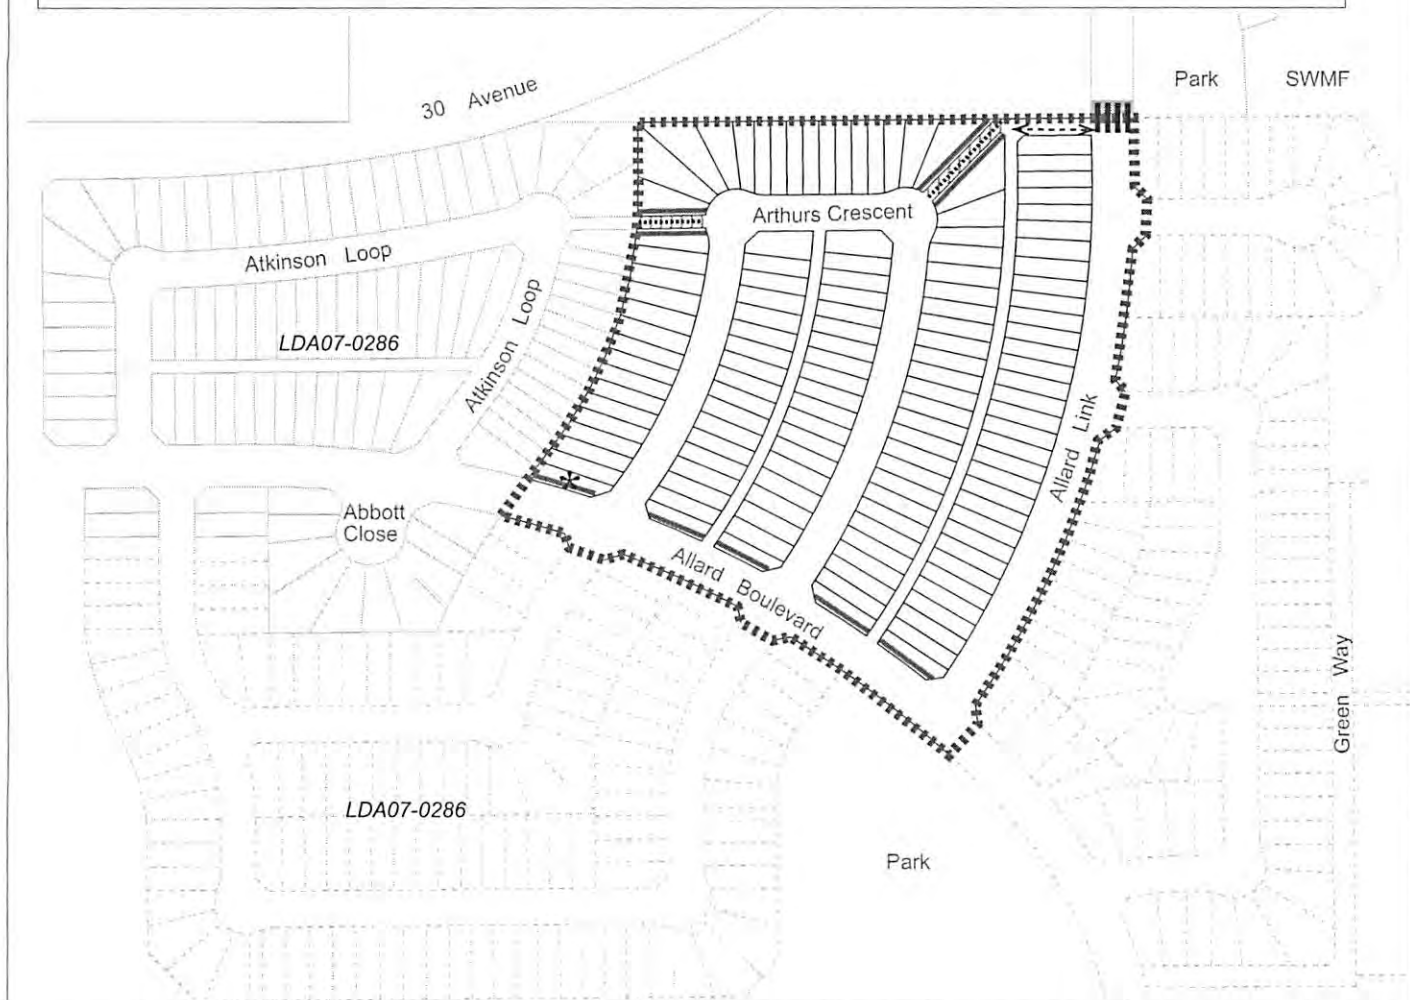 Park
SWMF
30 Avenue
Arthurs Crescent
Atkinson Loop
Atkinson Loop
LDA07-0286
Allard Link
Abbott
Close
Allard Boulevard
Green Way
LDA07-0286
Park